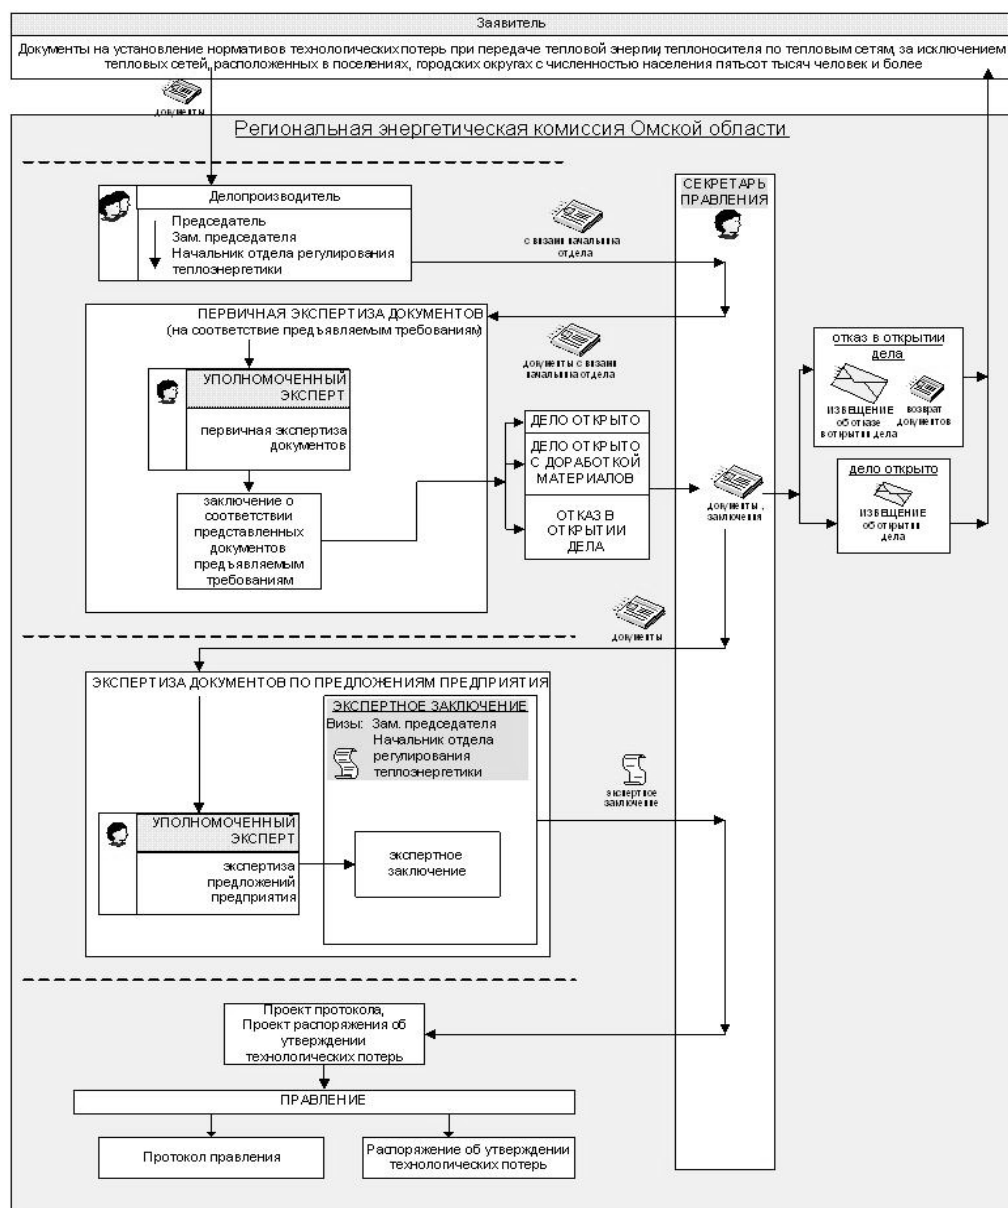 Заявитель
Документы на установление нормативов технологических потерь при передаче тепловой энергии, теплоносителя по тепловым сетям, за исключением
тепловых сетей, расположенных в поселениях, городских округах с численностью населения пятьсот тысяч человек и более
документы
Региональная энергетическая комиссия Омской области
Делопроизводитель
Председатель
Зам. председателя
Начальник отдела регулирования
теплоэнергетики
СЕКРЕТАРЬ
ПРАВЛЕНИЯ
с визами начальника
отдела
ПЕРВИЧНАЯ ЭКСПЕРТИЗА ДОКУМЕНТОВ
(на соответствие предъявляемым требованиям)
документы с визами
начальника отдела
УПОЛНОМОЧЕННЫЙ
ЭКСПЕРТ
первичная экспертиза
документов
заключение о
соответствии
представленных
документов
предъявляемым
требованиям
ДЕЛО ОТКРЫТО
ДЕЛО ОТКРЫТО
С ДОРАБОТКОЙ
МАТЕРИАЛОВ
ОТКАЗ В
ОТКРЫТИИ
ДЕЛА
документы ,
заключения
отказ в открытии
дела
ИЗВЕЩЕНИЕ
об отказе
в открытии дела
возврат
документов
дело открыто
ИЗВЕЩЕНИЕ
об открытии
дела
документы
ЭКСПЕРТИЗА ДОКУМЕНТОВ ПО ПРЕДЛОЖЕНИЯМ ПРЕДПРИЯТИЯ
ЭКСПЕРТНОЕ ЗАКЛЮЧЕНИЕ
Визы: Зам. председателя
Начальник отдела
регулирования
теплоэнергетики
экспертное
заключение
УПОЛНОМОЧЕННЫЙ
ЭКСПЕРТ
экспертиза
предложений
предприятия
экспертное
заключение
Проект протокола,
Проект распоряжения об
утверждении
технологических потерь
ПРАВЛЕНИЕ
Протокол правления
Распоряжение об утверждении
технологических потерь